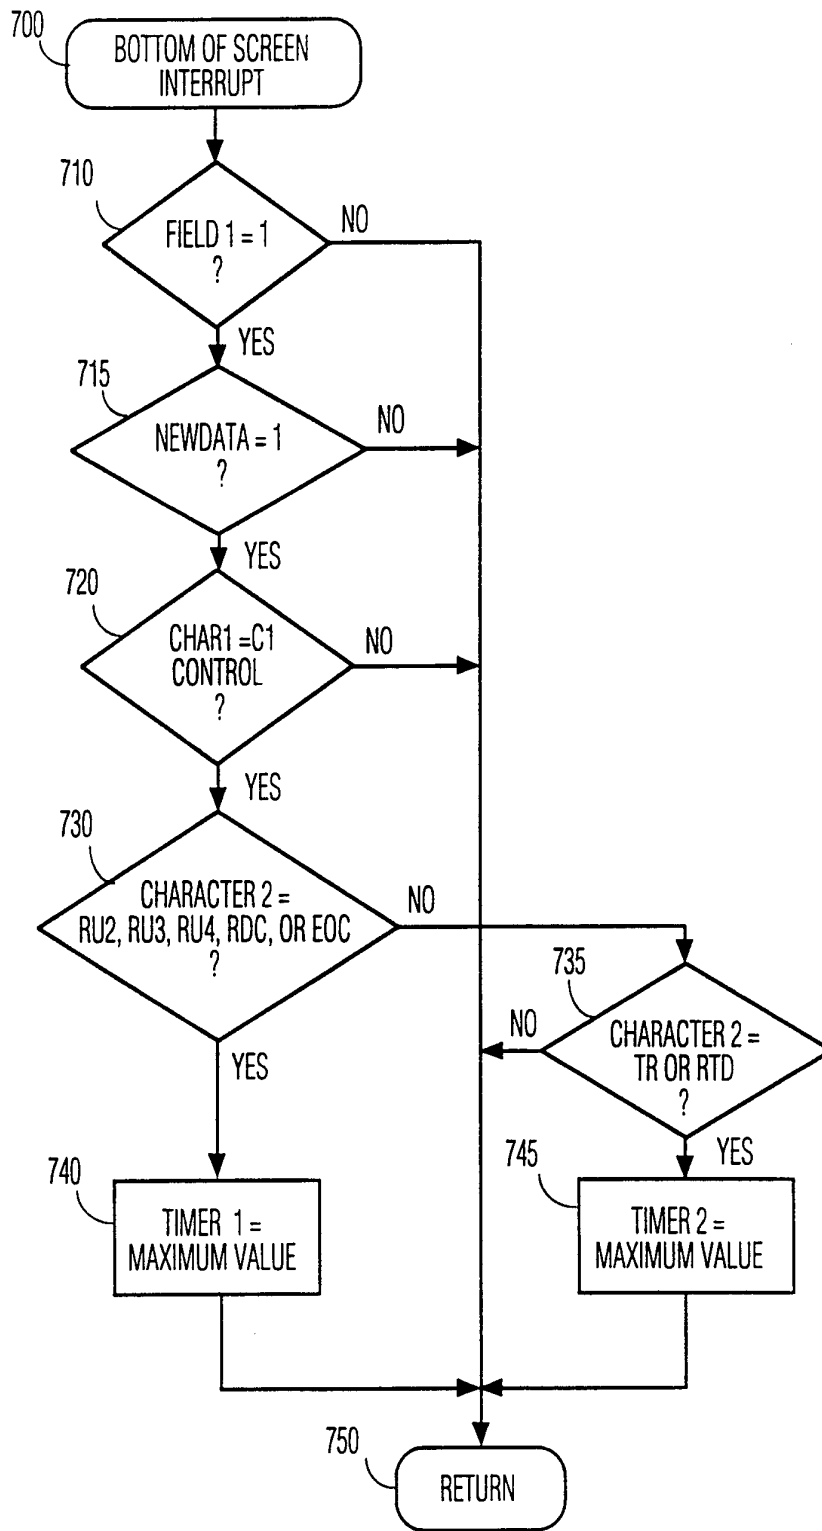 700
BOTTOM OF SCREEN
INTERRUPT
710
FIELD 1 = 1
?
NO
YES
715
NEWDATA = 1
?
NO
YES
720
CHAR1 =C1
CONTROL
?
NO
YES
730
CHARACTER 2 =
RU2, RU3, RU4, RDC, OR EOC
?
NO
YES
735
CHARACTER 2 =
TR OR RTD
?
NO
YES
740
TIMER 1 =
MAXIMUM VALUE
745
TIMER 2 =
MAXIMUM VALUE
750
RETURN